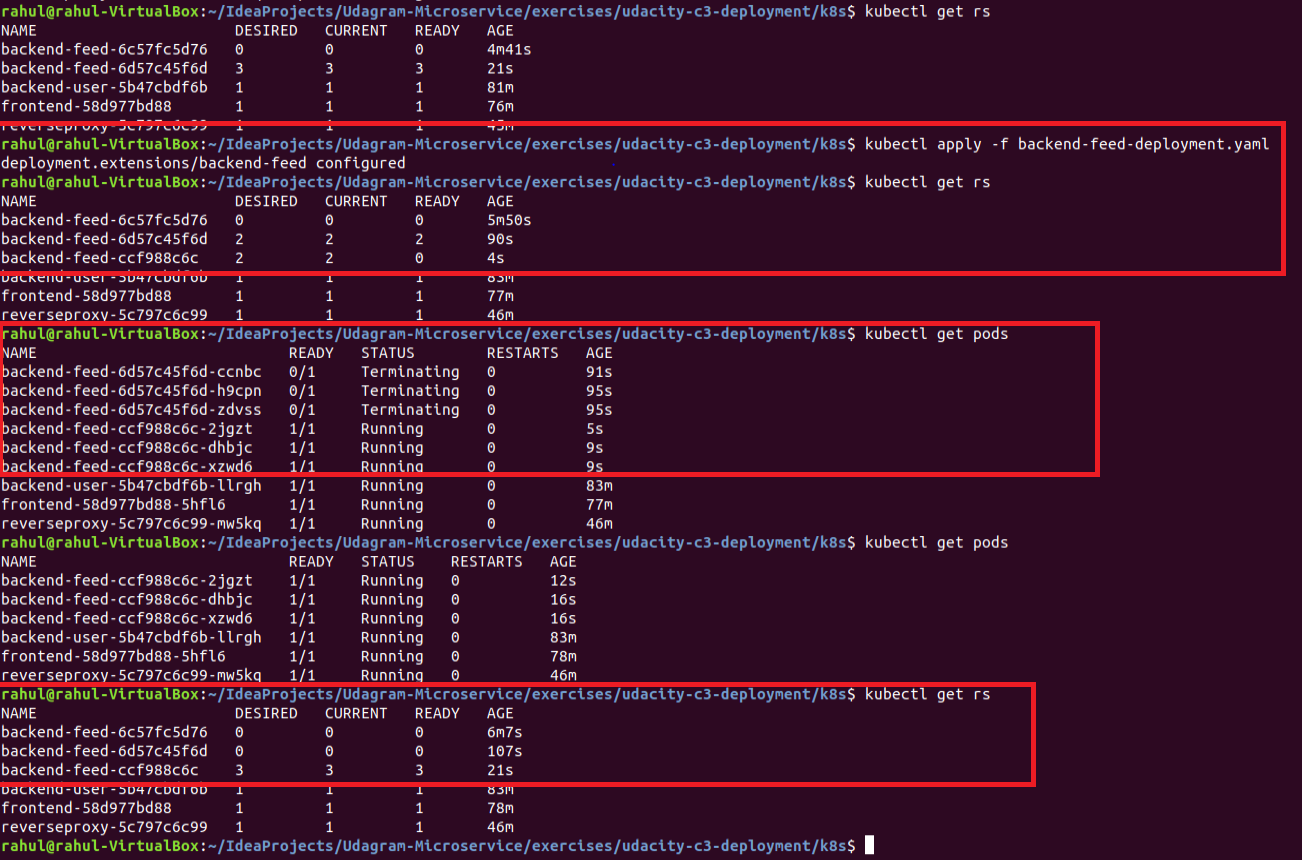 rahul@rahul-VirtualBox:~/IdeaProjects/Udagram-Microservice/exercises/udacity-c3-deployment/k8s$ kubectl get rs
NAME DESIRED CURRENT READY AGE
backend-feed-6c57fc5d76 0 0 0 4m41s
backend-feed-6d57c45f6d 3 3 3 21s
backend-user-5b47cbdf6b 1 1 1 81m
frontend-58d977bd88 1 1 1 76m
reverseproxy-5c797c6c99 1 1 1 45m
rahul@rahul-VirtualBox:~/IdeaProjects/Udagram-Microservice/exercises/udacity-c3-deployment/k8s$ kubectl apply -f backend-feed-deployment.yaml
deployment.extensions/backend-feed configured
rahul@rahul-VirtualBox:~/IdeaProjects/Udagram-Microservice/exercises/udacity-c3-deployment/k8s$ kubectl get rs
NAME DESIRED CURRENT READY AGE
backend-feed-6c57fc5d76 0 0 0 5m50s
backend-feed-6d57c45f6d 2 2 2 90s
backend-feed-ccf988c6c 2 2 0 4s
backend-user-5b47cbdf6b 1 1 1 83m
frontend-58d977bd88 1 1 1 77m
reverseproxy-5c797c6c99 1 1 1 46m
rahul@rahul-VirtualBox:~/IdeaProjects/Udagram-Microservice/exercises/udacity-c3-deployment/k8s$ kubectl get pods
NAME READY STATUS RESTARTS AGE
backend-feed-6d57c45f6d-ccnbc 0/1 Terminating 0 91s
backend-feed-6d57c45f6d-h9cpn 0/1 Terminating 0 95s
backend-feed-6d57c45f6d-zdvss 0/1 Terminating 0 95s
backend-feed-ccf988c6c-2jgzt 1/1 Running 0 5s
backend-feed-ccf988c6c-dhbjc 1/1 Running 0 9s
backend-feed-ccf988c6c-xzwd6 1/1 Running 0 9s
backend-user-5b47cbdf6b-llrgh 1/1 Running 0 83m
frontend-58d977bd88-5hfl6 1/1 Running 0 77m
reverseproxy-5c797c6c99-mw5kq 1/1 Running 0 46m
rahul@rahul-VirtualBox:~/IdeaProjects/Udagram-Microservice/exercises/udacity-c3-deployment/k8s$ kubectl get pods
NAME READY STATUS RESTARTS AGE
backend-feed-ccf988c6c-2jgzt 1/1 Running 0 12s
backend-feed-ccf988c6c-dhbjc 1/1 Running 0 16s
backend-feed-ccf988c6c-xzwd6 1/1 Running 0 16s
backend-user-5b47cbdf6b-llrgh 1/1 Running 0 83m
frontend-58d977bd88-5hfl6 1/1 Running 0 78m
reverseproxy-5c797c6c99-mw5kq 1/1 Running 0 46m
rahul@rahul-VirtualBox:~/IdeaProjects/Udagram-Microservice/exercises/udacity-c3-deployment/k8s$ kubectl get rs
NAME DESIRED CURRENT READY AGE
backend-feed-6c57fc5d76 0 0 0 6m7s
backend-feed-6d57c45f6d 0 0 0 107s
backend-feed-ccf988c6c 3 3 3 21s
backend-user-5b47cbdf6b 1 1 1 83m
frontend-58d977bd88 1 1 1 78m
reverseproxy-5c797c6c99 1 1 1 46m
rahul@rahul-VirtualBox:~/IdeaProjects/Udagram-Microservice/exercises/udacity-c3-deployment/k8s$